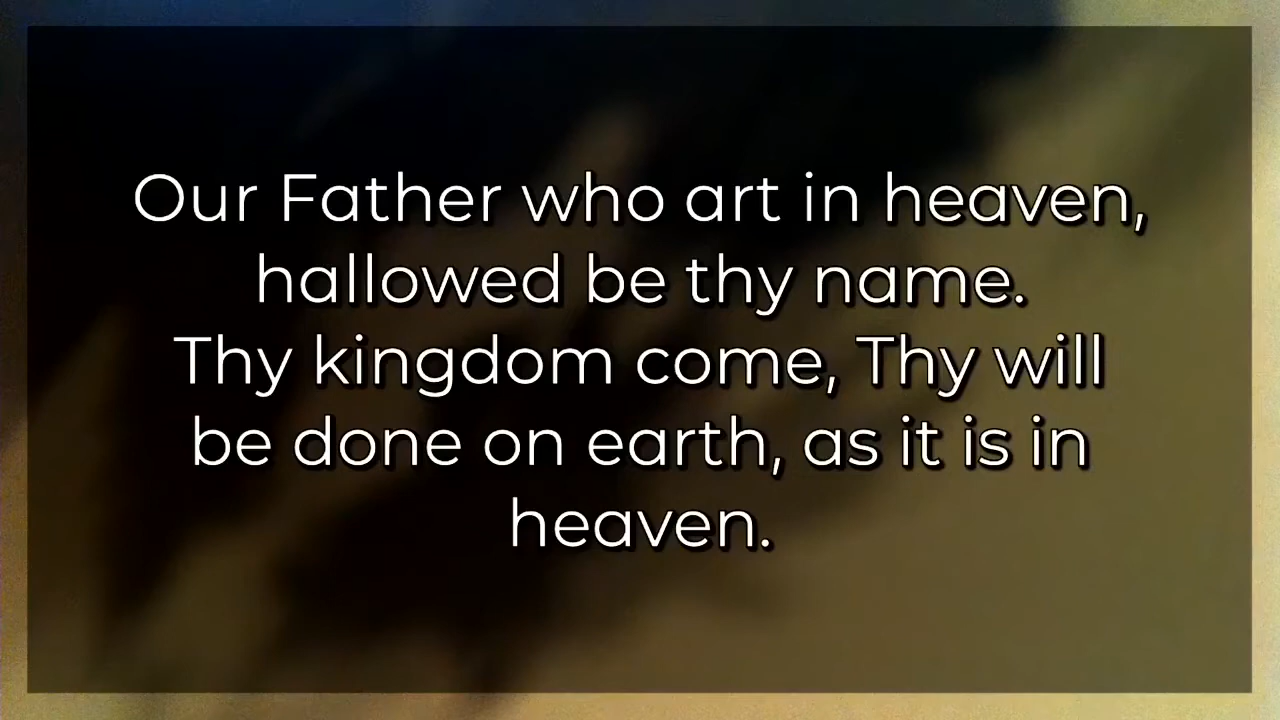 Our Father who art in heaven,
hallowed be thy name.
Thy kingdom come, Thy will
be done on earth, as it is in
heaven.